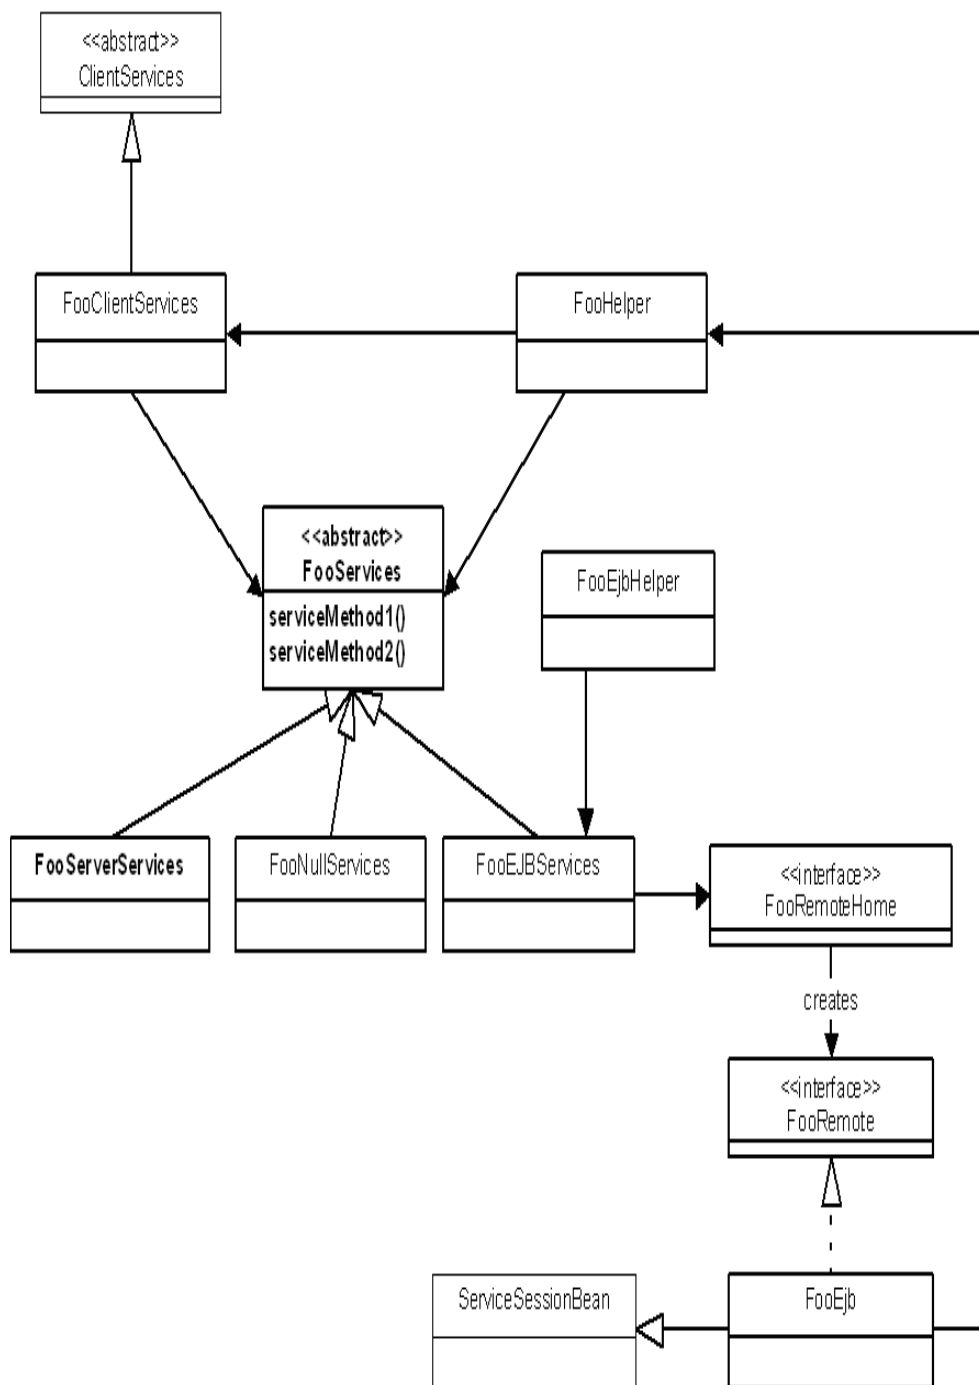 <<abstract>>
ClientServices
FooClientServices
FooHelper
<<abstract>>
FooServices
serviceMethod1()
serviceMethod2()
FooEjbHelper
FooServerServices
FooNullServices
FooEJBServices
<<interface>>
FooRemoteHome
creates
<<interface>>
FooRemote
ServiceSessionBean
FooEjb